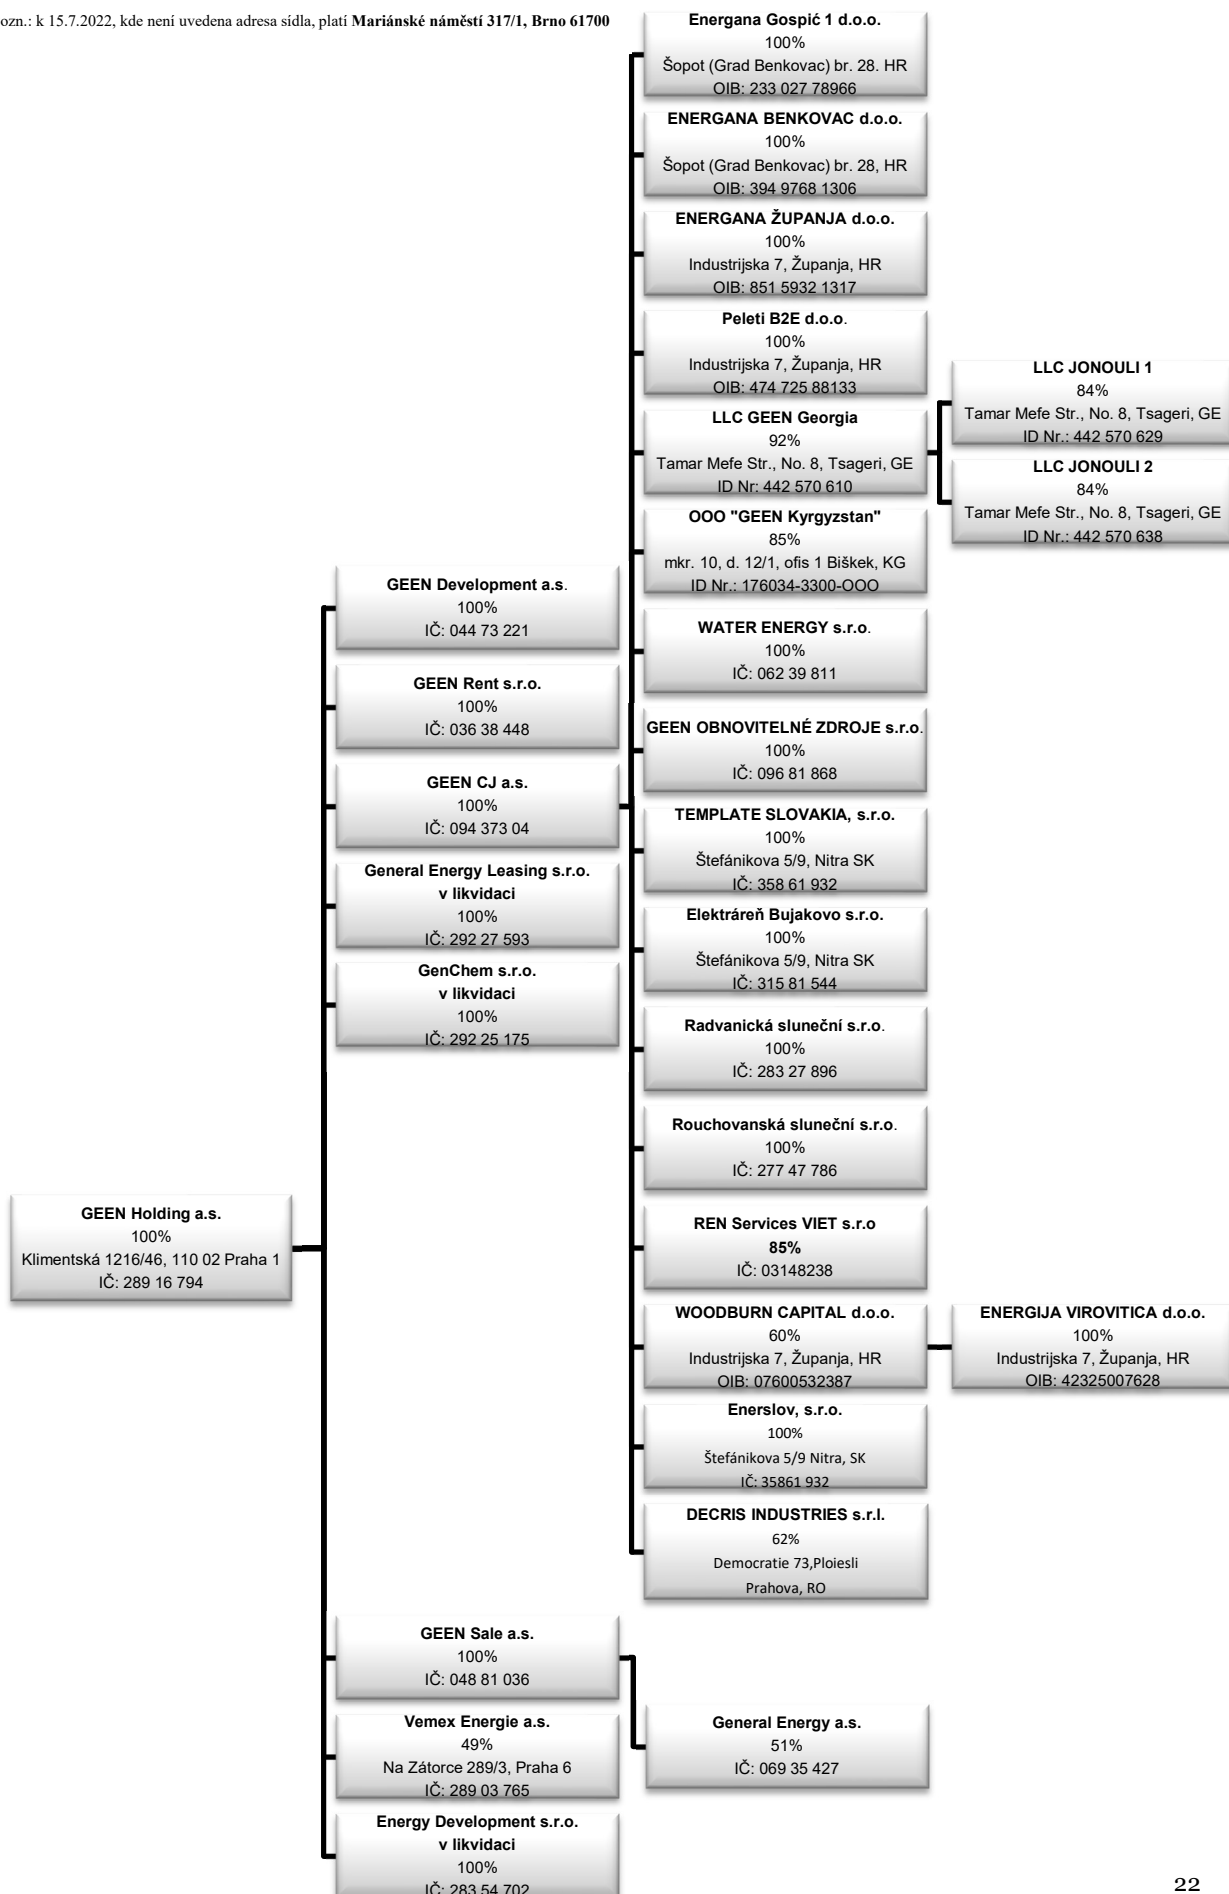 ozn.: k 15.7.2022, kde není uvedena adresa sídla, platí Mariánské náměstí 317/1, Brno 61700
Energana Gospić 1 d.o.o.
100%
Šopot (Grad Benkovac) br. 28. HR
OIB: 233 027 78966
ENERGANA BENKOVAC d.o.o.
100%
Šopot (Grad Benkovac) br. 28, HR
OIB: 394 9768 1306
ENERGANA ŽUPANJA d.o.o.
100%
Industrijska 7, Županja, HR
OIB: 851 5932 1317
Peleti B2E d.o.o.
100%
Industrijska 7, Županja, HR
OIB: 474 725 88133
LLC GEEN Georgia
92%
Tamar Mefe Str., No. 8, Tsageri, GE
ID Nr: 442 570 610
LLC JONOULI 1
84%
Tamar Mefe Str., No. 8, Tsageri, GE
ID Nr.: 442 570 629
LLC JONOULI 2
84%
Tamar Mefe Str., No. 8, Tsageri, GE
ID Nr.: 442 570 638
OOO "GEEN Kyrgyzstan"
85%
mkr. 10, d. 12/1, ofis 1 Biškek, KG
ID Nr.: 176034-3300-OOO
GEEN Development a.s.
100%
IČ: 044 73 221
WATER ENERGY s.r.o.
100%
IČ: 062 39 811
GEEN Rent s.r.o.
100%
IČ: 036 38 448
GEEN OBNOVITELNÉ ZDROJE s.r.o.
100%
IČ: 096 81 868
GEEN CJ a.s.
100%
IČ: 094 373 04
TEMPLATE SLOVAKIA, s.r.o.
100%
Štefánikova 5/9, Nitra SK
IČ: 358 61 932
General Energy Leasing s.r.o.
v likvidaci
100%
IČ: 292 27 593
Elektráreň Bujakovo s.r.o.
100%
Štefánikova 5/9, Nitra SK
IČ: 315 81 544
GenChem s.r.o.
v likvidaci
100%
IČ: 292 25 175
Radvanická sluneční s.r.o.
100%
IČ: 283 27 896
Rouchovanská sluneční s.r.o.
100%
IČ: 277 47 786
GEEN Holding a.s.
100%
Klimentská 1216/46, 110 02 Praha 1
IČ: 289 16 794
REN Services VIET s.r.o
85%
IČ: 03148238
WOODBURN CAPITAL d.o.o.
60%
Industrijska 7, Županja, HR
OIB: 07600532387
ENERGIJA VIROVITICA d.o.o.
100%
Industrijska 7, Županja, HR
OIB: 42325007628
Enerslov, s.r.o.
100%
Štefánikova 5/9 Nitra, SK
IČ: 35861 932
DECRIS INDUSTRIES s.r.l.
62%
Democratie 73,Ploiesli
Prahova, RO
GEEN Sale a.s.
100%
IČ: 048 81 036
Vemex Energie a.s.
49%
Na Zátorce 289/3, Praha 6
IČ: 289 03 765
General Energy a.s.
51%
IČ: 069 35 427
Energy Development s.r.o.
v likvidaci
100%
IČ: 283 54 702
22